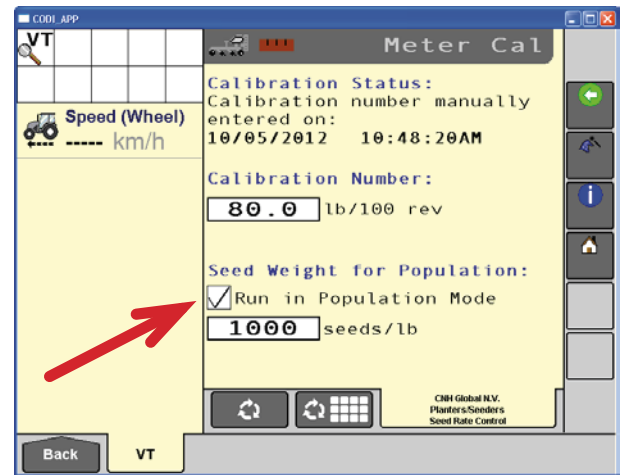 CODI_APP
VT
Speed (Wheel)
----- km/h
Meter Cal
Calibration Status:
Calibration number manually
entered on:
10/05/2012 10:48:20AM
Calibration Number:
80.0 lb/100 rev
Seed Weight for Population:
Run in Population Mode
1000 seeds/lb
CNH Global N.V.
Planters/Seeders
Seed Rate Control
Back
VT